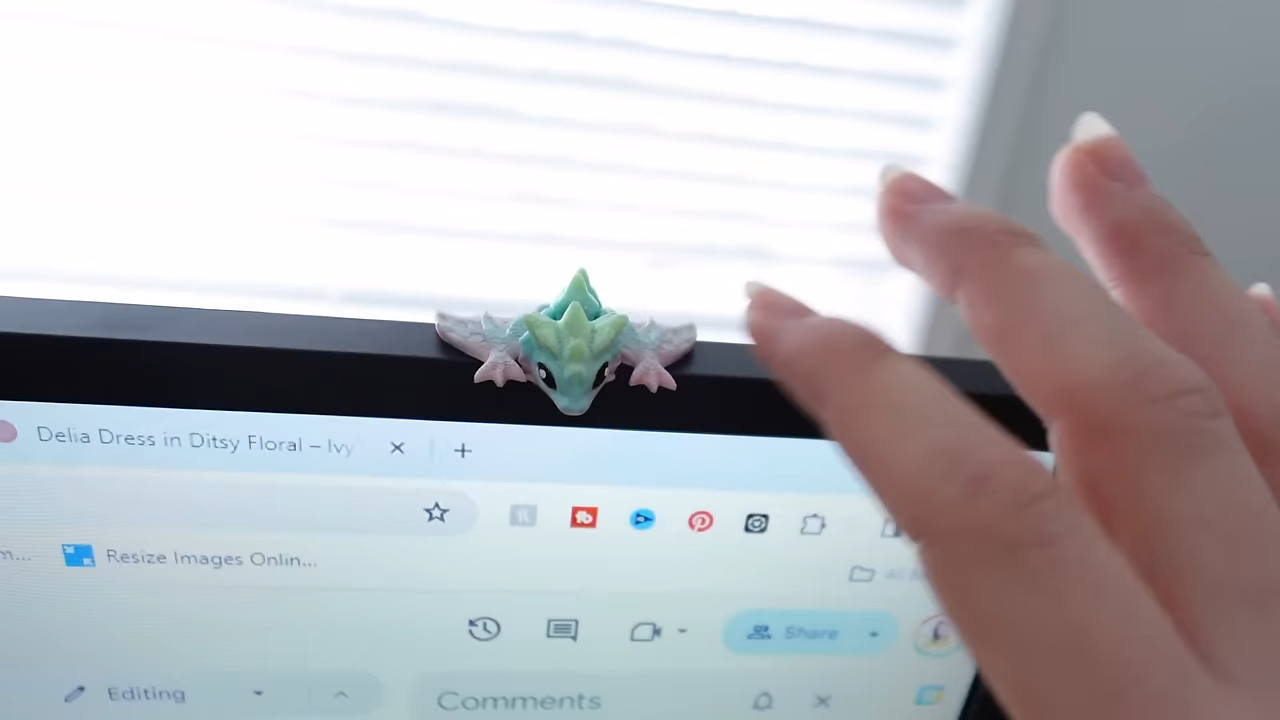 Delia Dress in Ditsy Floral – Ivy
Resize Images Onlin...
Share
Editing
Comments